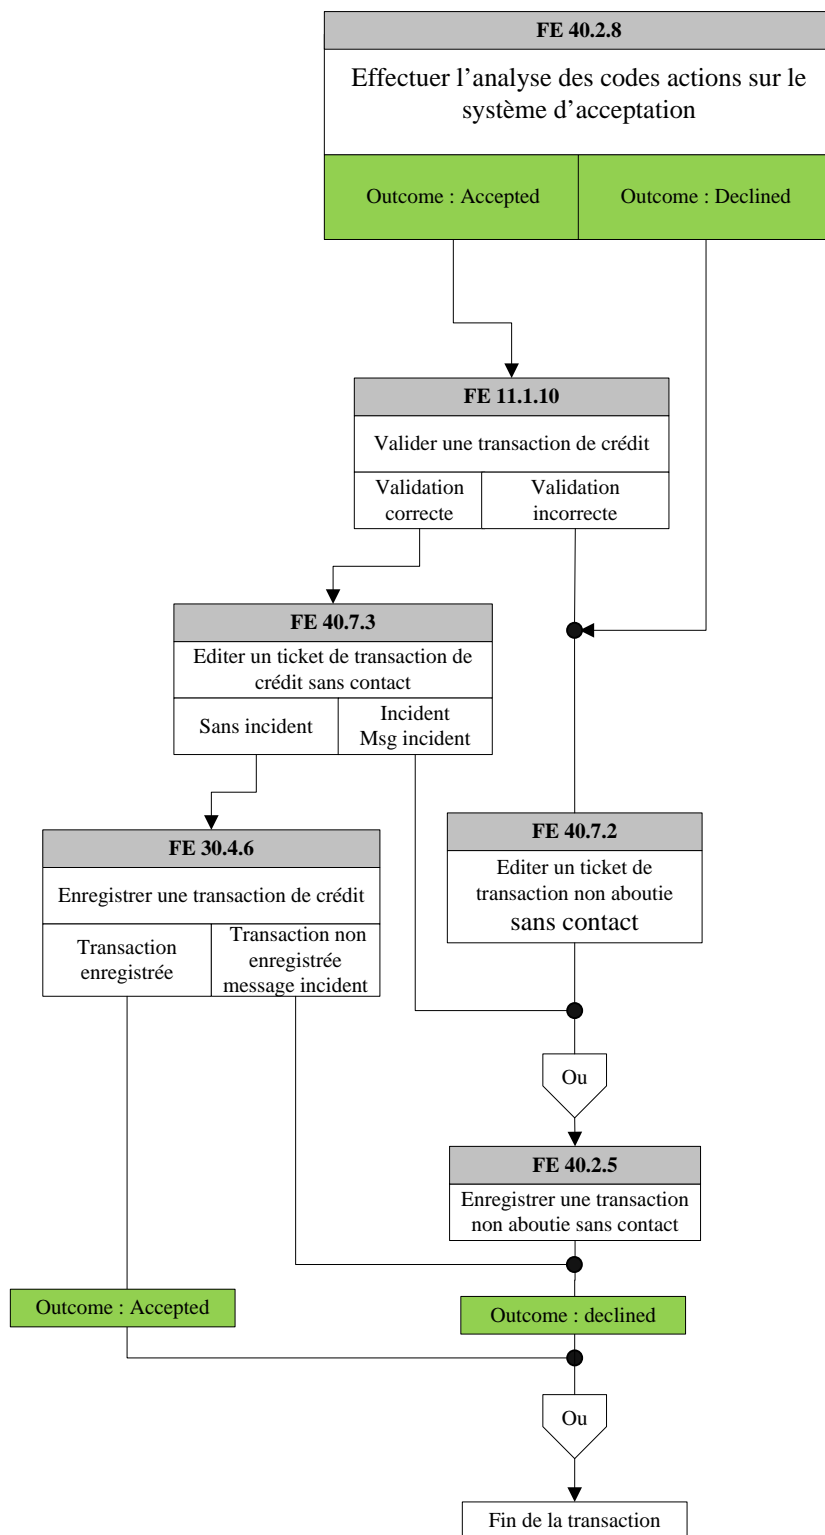 FE 40.2.8
Effectuer l’analyse des codes actions sur le
système d’acceptation
Outcome : Accepted
Outcome : Declined
FE 11.1.10
Valider une transaction de crédit
Validation
correcte
Validation
incorrecte
FE 40.7.3
Editer un ticket de transaction de
crédit sans contact
Sans incident
Incident
Msg incident
FE 40.7.2
Editer un ticket de
transaction non aboutie
sans contact
FE 30.4.6
Enregistrer une transaction de crédit
Transaction
enregistrée
Transaction non
enregistrée
message incident
Ou
FE 40.2.5
Enregistrer une transaction
non aboutie sans contact
Outcome : Accepted
Outcome : declined
Ou
Fin de la transaction